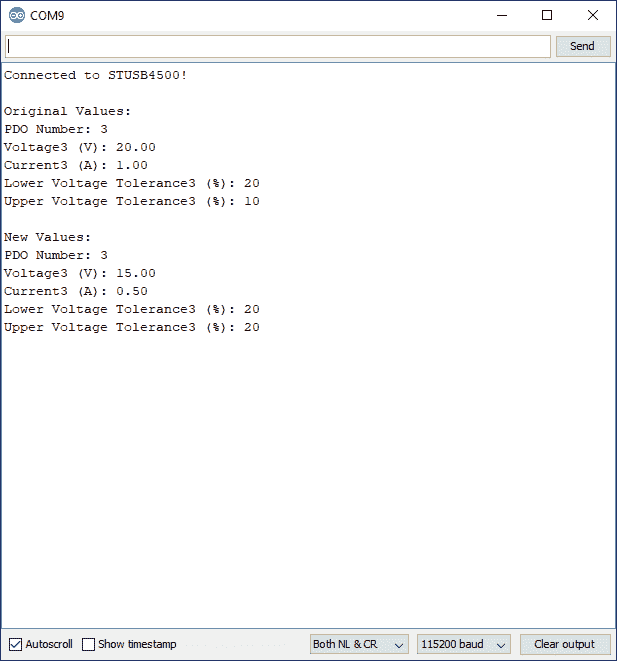 COM9
Send
Connected to STUSB4500!
Original Values:
PDO Number: 3
Voltage3 (V): 20.00
Current3 (A): 1.00
Lower Voltage Tolerance3 (%): 20
Upper Voltage Tolerance3 (%): 10
New Values:
PDO Number: 3
Voltage3 (V): 15.00
Current3 (A): 0.50
Lower Voltage Tolerance3 (%): 20
Upper Voltage Tolerance3 (%): 20
Autoscroll Show timestamp Both NL & CR 115200 baud Clear output